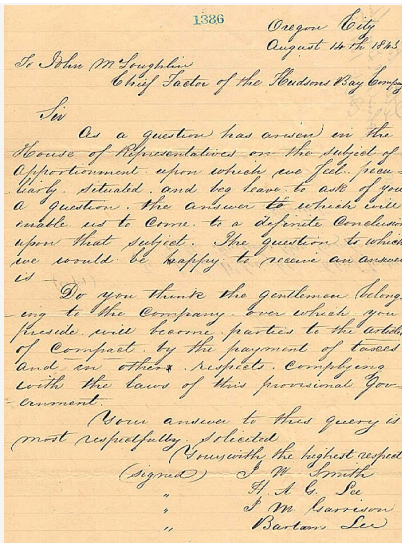 1386
Oregon City
August 14th 1845
To John McLoughlin
Chief Factor of the Hudsons Bay Company
Sir
As a question has arisen in the
House of Representatives on the subject of
apportionment upon which we feel pecu-
-liarly situated and beg leave to ask of you
a question the answer to which will
enable us to come to a definite conclusion
upon that subject. The question to which
we would be happy to receive an answer
is
Do you think the gentlemen belong-
-ing to the company over which you
preside will become parties to the articles
of compact by the payment of taxes
and in other respects complying
with the laws of this provisional Gov-
-ernment
Your answer to this query is
most respectfully solicited
Yours with the highest respect
(signed) J W Smith
" H A G Lee
" J M Garrison
" Bartam Lee